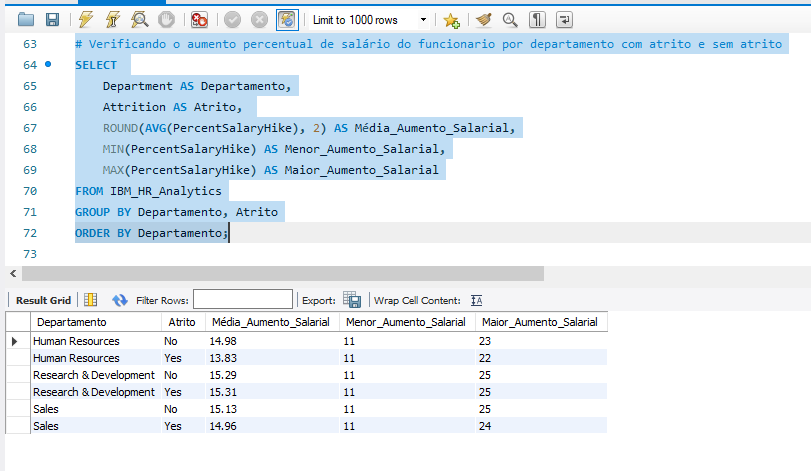 Limit to 1000 rows
63 # Verificando o aumento percentual de salário do funcionario por departamento com atrito e sem atrito
64 SELECT
65 Department AS Departamento,
66 Attrition AS Atrito,
67 ROUND(AVG(PercentSalaryHike), 2) AS Média_Aumento_Salarial,
68 MIN(PercentSalaryHike) AS Menor_Aumento_Salarial,
69 MAX(PercentSalaryHike) AS Maior_Aumento_Salarial
70 FROM IBM_HR_Analytics
71 GROUP BY Departamento, Atrito
72 ORDER BY Departamento;
73
Result Grid Filter Rows: Export: Wrap Cell Content: IA
Departamento Atrito Média_Aumento_Salarial Menor_Aumento_Salarial Maior_Aumento_Salarial
Human Resources No 14.98 11 23
Human Resources Yes 13.83 11 22
Research & Development No 15.29 11 25
Research & Development Yes 15.31 11 25
Sales No 15.13 11 25
Sales Yes 14.96 11 24